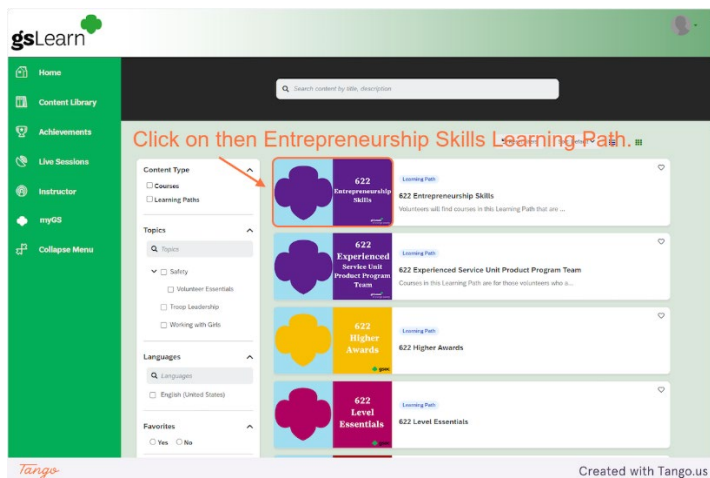 gsLearn
Home
Content Library
Achievements
Live Sessions
Instructor
myGS
Collapse Menu
Search content by title, description
Click on then Entrepreneurship Skills Learning Path.
Content Type
Courses
Learning Paths
Topics
Topics
Safety
Volunteer Essentials
Troop Leadership
Working with Girls
Languages
Languages
English (United States)
Favorites
Yes No
622
Entrepreneurship
Skills
Learning Path
622 Entrepreneurship Skills
Volunteers will find courses in this Learning Path that are ...
622
Experienced
Service Unit
Product Program
Team
Learning Path
622 Experienced Service Unit Product Program Team
Courses in this Learning Path are for those volunteers who a...
622
Higher
Awards
gsus
Learning Path
622 Higher Awards
622
Level
Essentials
Learning Path
622 Level Essentials
Tango
Created with Tango.us